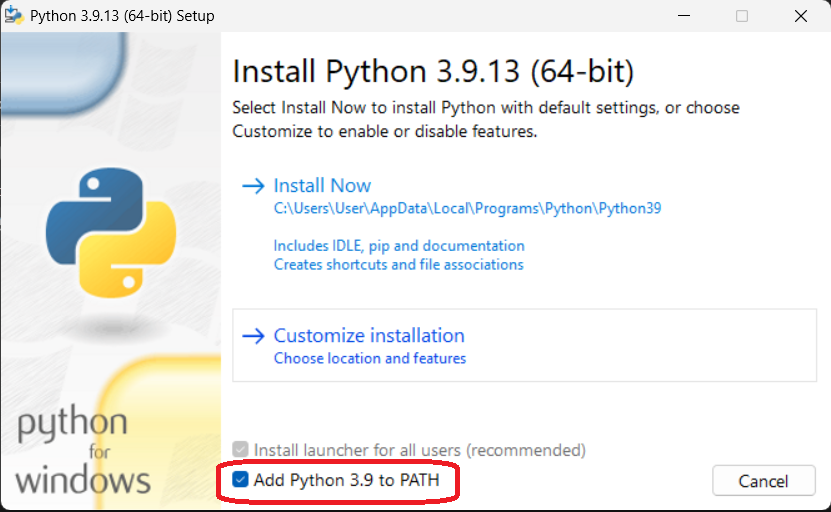 Python 3.9.13 (64-bit) Setup
Install Python 3.9.13 (64-bit)
Select Install Now to install Python with default settings, or choose
Customize to enable or disable features.
Install Now
C:\Users\User\AppData\Local\Programs\Python\Python39
Includes IDLE, pip and documentation
Creates shortcuts and file associations
Customize installation
Choose location and features
python
for
windows
Install launcher for all users (recommended)
Add Python 3.9 to PATH
Cancel